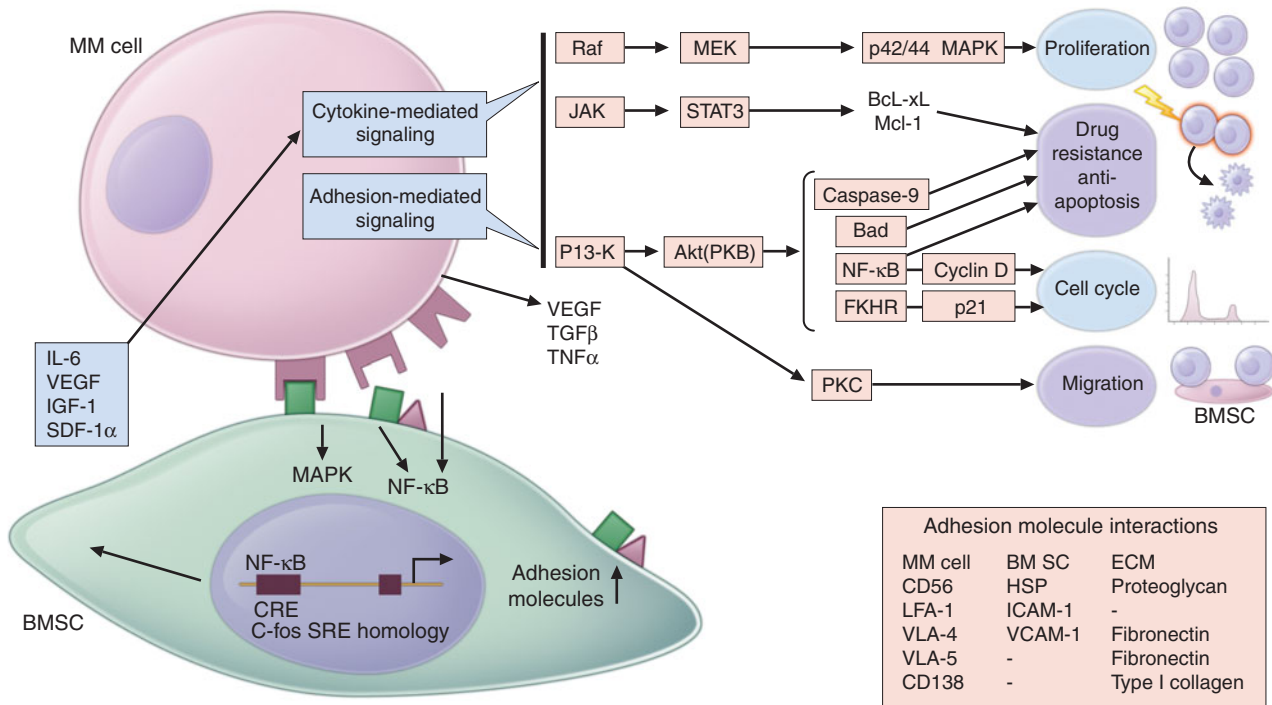 MM cell
Cytokine-mediated
signaling
Adhesion-mediated
signaling
IL-6
VEGF
IGF-1
SDF-1α
Raf
MEK
p42/44 MAPK
Proliferation
JAK
STAT3
BcL-xL
Mcl-1
Drug
resistance
anti-
apoptosis
P13-K
Akt(PKB)
Caspase-9
Bad
NF-κB
Cyclin D
FKHR
p21
Cell cycle
PKC
Migration
BMSC
VEGF
TGFβ
TNFα
MAPK
NF-κB
NF-κB
CRE
C-fos SRE homology
Adhesion
molecules
BMSC
Adhesion molecule interactions
MM cell BM SC ECM
CD56 HSP Proteoglycan
LFA-1 ICAM-1 -
VLA-4 VCAM-1 Fibronectin
VLA-5 - Fibronectin
CD138 - Type I collagen